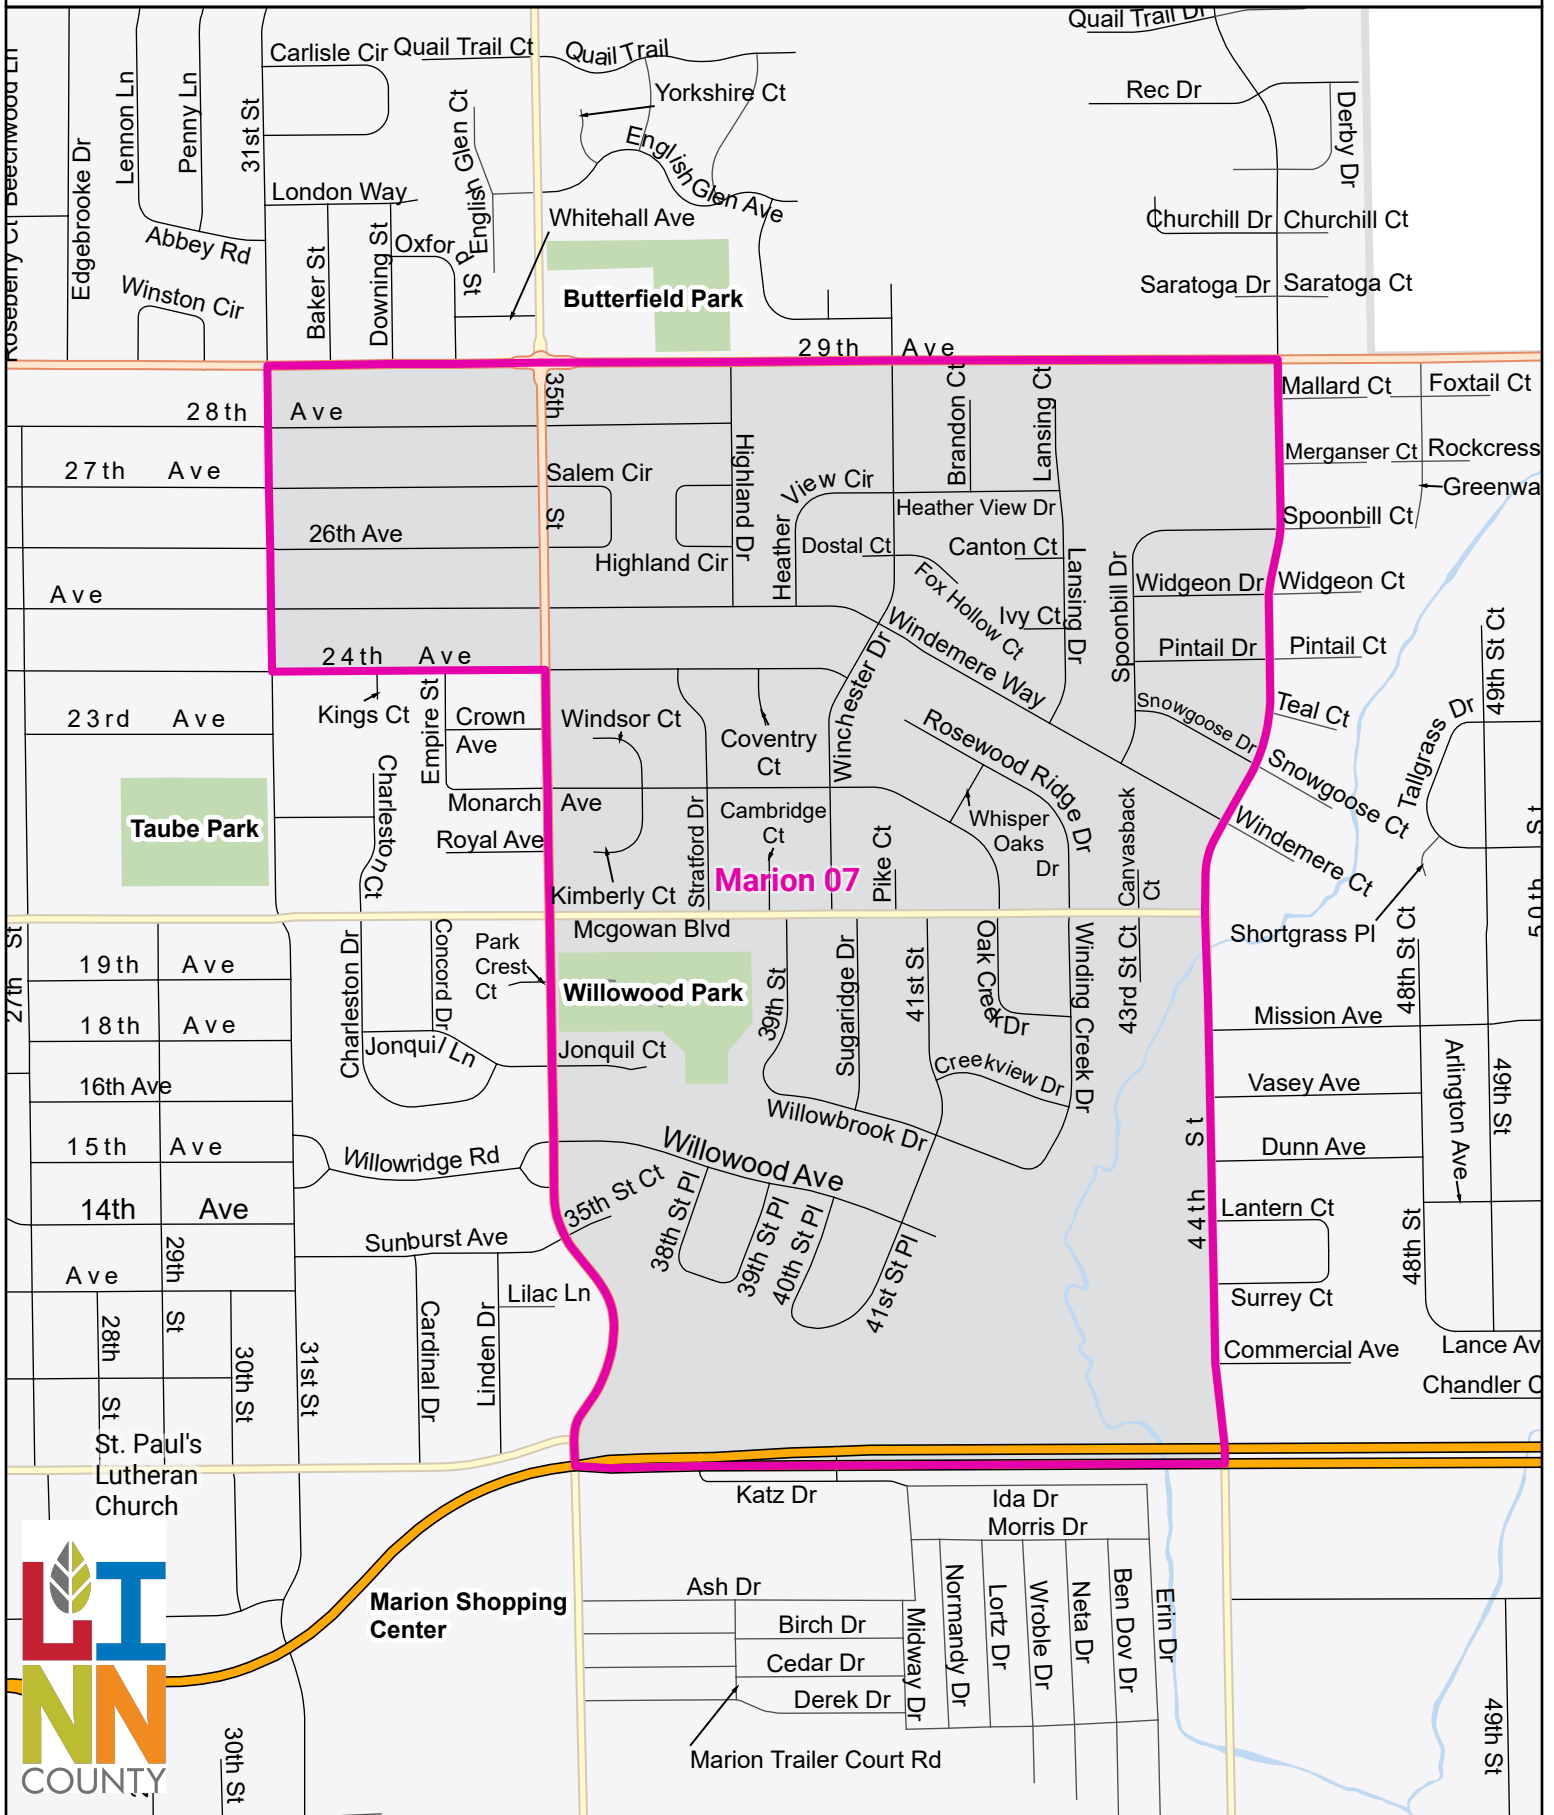 Quail Trail Dr
Carlisle Cir
Quail Trail Ct
Quail Trail
Beechwood Ln
Lennon Ln
Penny Ln
31st St
English Glen Ct
Yorkshire Ct
Rec Dr
Derby Dr
Edgebrooke Dr
English Glen Ave
London Way
Whitehall Ave
Churchill Dr
Churchill Ct
Roseberry Ct
Abbey Rd
Baker St
Downing St
Oxford St
Winston Cir
Butterfield Park
Saratoga Dr
Saratoga Ct
29th Ave
35th St
28th Ave
Brandon Ct
Lansing Ct
Mallard Ct
Foxtail Ct
27th Ave
Salem Cir
Highland Dr
Heather View Cir
Heather View Dr
Merganser Ct
Rockcress
Greenwa
26th Ave
Highland Cir
Dostal Ct
Canton Ct
Spoonbill Ct
Ave
Fox Hollow Ct
Ivy Ct
Lansing Dr
Spoonbill Dr
Widgeon Dr
Widgeon Ct
24th Ave
Winchester Dr
Windemere Way
Pintail Dr
Pintail Ct
49th St Ct
Kings Ct
Empire St
Crown
Ave
23rd Ave
Windsor Ct
Coventry
Ct
Rosewood Ridge Dr
Snowgoose Dr
Teal Ct
Snowgoose Ct
Tallgrass Dr
Charleston Ct
Monarch Ave
Royal Ave
Taube Park
Kimberly Ct
Stratford Dr
Cambridge
Ct
Pike Ct
Whisper
Oaks
Dr
Canvasback
Ct
Windemere Ct
50th St
Marion 07
Mcgowan Blvd
Shortgrass Pl
27th St
19th Ave
Charleston Dr
Concord Dr
Park
Crest
Ct
Willowood Park
39th St
Sugaridge Dr
41st St
Oak Creek Dr
Winding Creek Dr
43rd St Ct
48th St Ct
18th Ave
Jonquil Ln
Jonquil Ct
Mission Ave
16th Ave
Creekview Dr
Vasey Ave
Arlington Ave
49th St
15th Ave
Willowridge Rd
Willowbrook Dr
Willowood Ave
44th St
Dunn Ave
14th Ave
35th St Ct
38th St Pl
39th St Pl
40th St Pl
41st St Pl
Lantern Ct
Sunburst Ave
Ave
29th St
48th St
Lilac Ln
Surrey Ct
28th St
30th St
31st St
Cardinal Dr
Linden Dr
Commercial Ave
Lance Av
Chandler C
St. Paul's
Lutheran
Church
Katz Dr
Ida Dr
Morris Dr
LINN
COUNTY
Marion Shopping
Center
Ash Dr
Birch Dr
Cedar Dr
Derek Dr
Midway Dr
Normandy Dr
Lortz Dr
Wroble Dr
Neta Dr
Ben Dov Dr
Erin Dr
Marion Trailer Court Rd
30th St
49th St